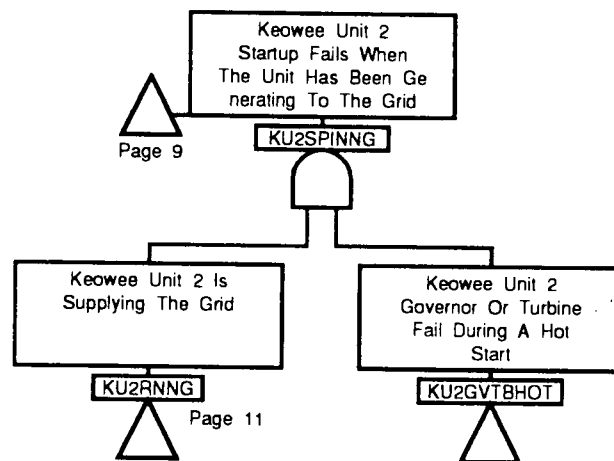 Keowee Unit 2
Startup Fails When
The Unit Has Been Ge
nerating To The Grid
Page 9
KU2SPINNG
Keowee Unit 2 Is
Supplying The Grid
Keowee Unit 2
Governor Or Turbine
Fail During A Hot
Start
KU2RNNG
KU2GVTBHOT
Page 11